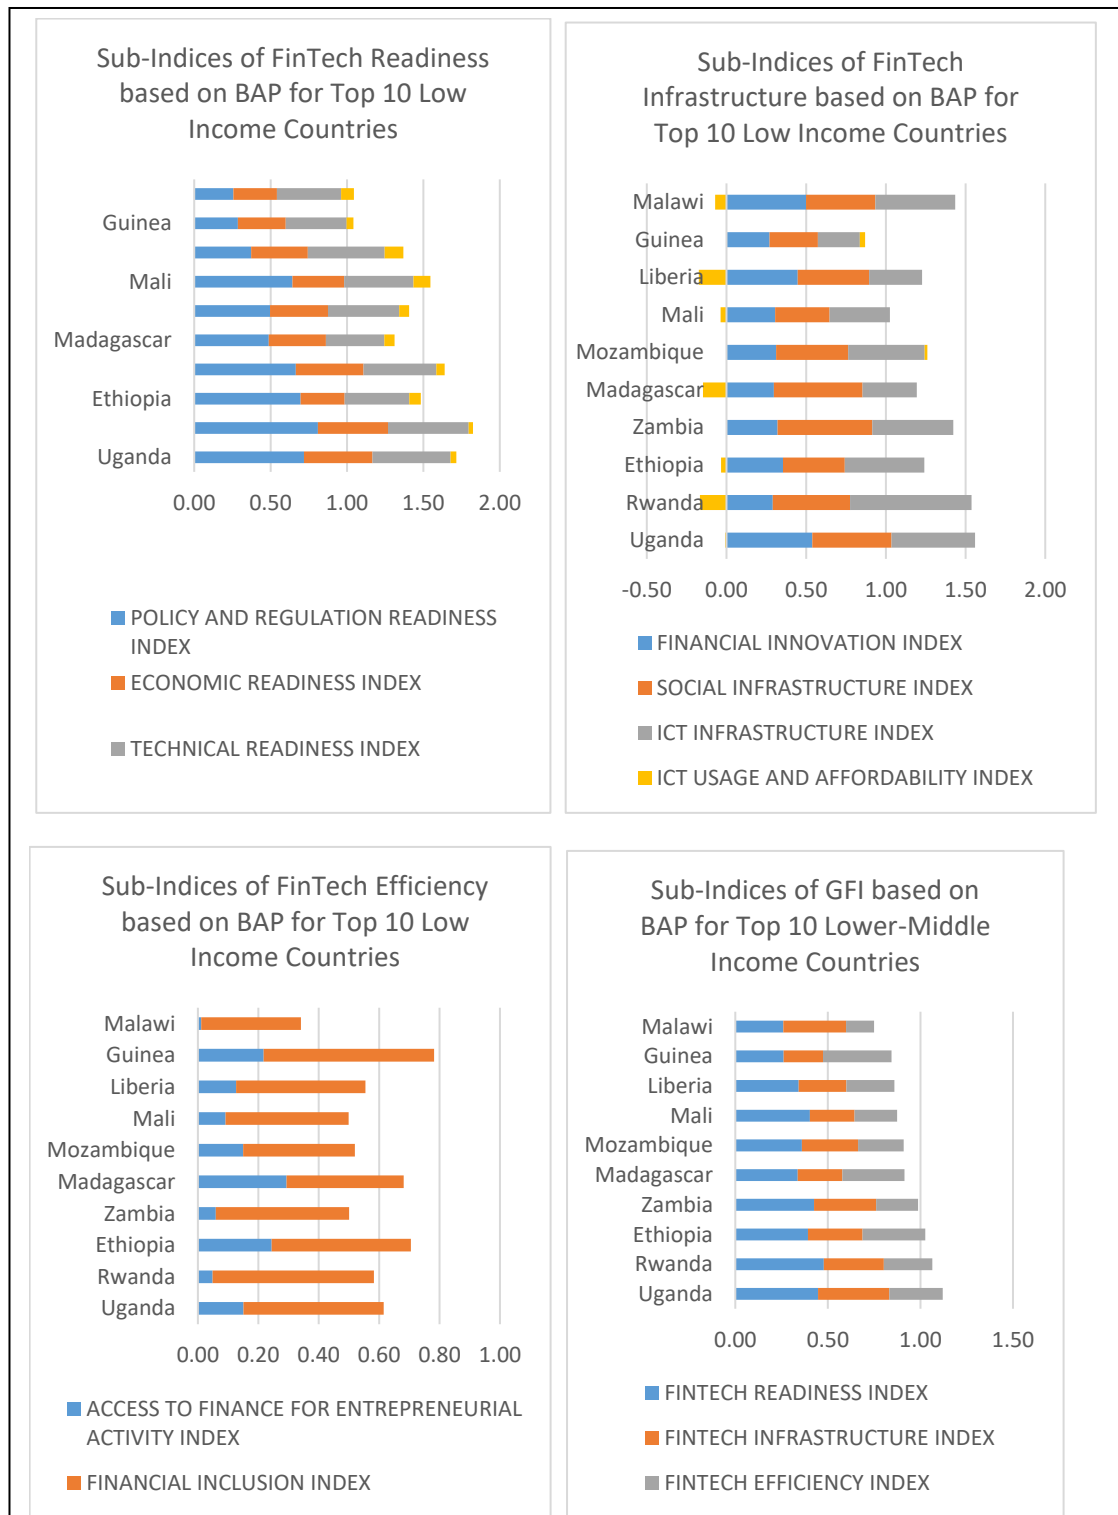 Sub-Indices of FinTech Readiness
based on BAP for Top 10 Low
Income Countries
Guinea
Mali
Madagascar
Ethiopia
Uganda
0.00 0.50 1.00 1.50 2.00
POLICY AND REGULATION READINESS
INDEX
ECONOMIC READINESS INDEX
TECHNICAL READINESS INDEX
Sub-Indices of FinTech
Infrastructure based on BAP for
Top 10 Low Income Countries
Malawi
Guinea
Liberia
Mali
Mozambique
Madagascar
Zambia
Ethiopia
Rwanda
Uganda
-0.50 0.00 0.50 1.00 1.50 2.00
FINANCIAL INNOVATION INDEX
SOCIAL INFRASTRUCTURE INDEX
ICT INFRASTRUCTURE INDEX
ICT USAGE AND AFFORDABILITY INDEX
Sub-Indices of FinTech Efficiency
based on BAP for Top 10 Low
Income Countries
Malawi
Guinea
Liberia
Mali
Mozambique
Madagascar
Zambia
Ethiopia
Rwanda
Uganda
0.00 0.20 0.40 0.60 0.80 1.00
ACCESS TO FINANCE FOR ENTREPRENEURIAL
ACTIVITY INDEX
FINANCIAL INCLUSION INDEX
Sub-Indices of GFI based on
BAP for Top 10 Lower-Middle
Income Countries
Malawi
Guinea
Liberia
Mali
Mozambique
Madagascar
Zambia
Ethiopia
Rwanda
Uganda
0.00 0.50 1.00 1.50
FINTECH READINESS INDEX
FINTECH INFRASTRUCTURE INDEX
FINTECH EFFICIENCY INDEX